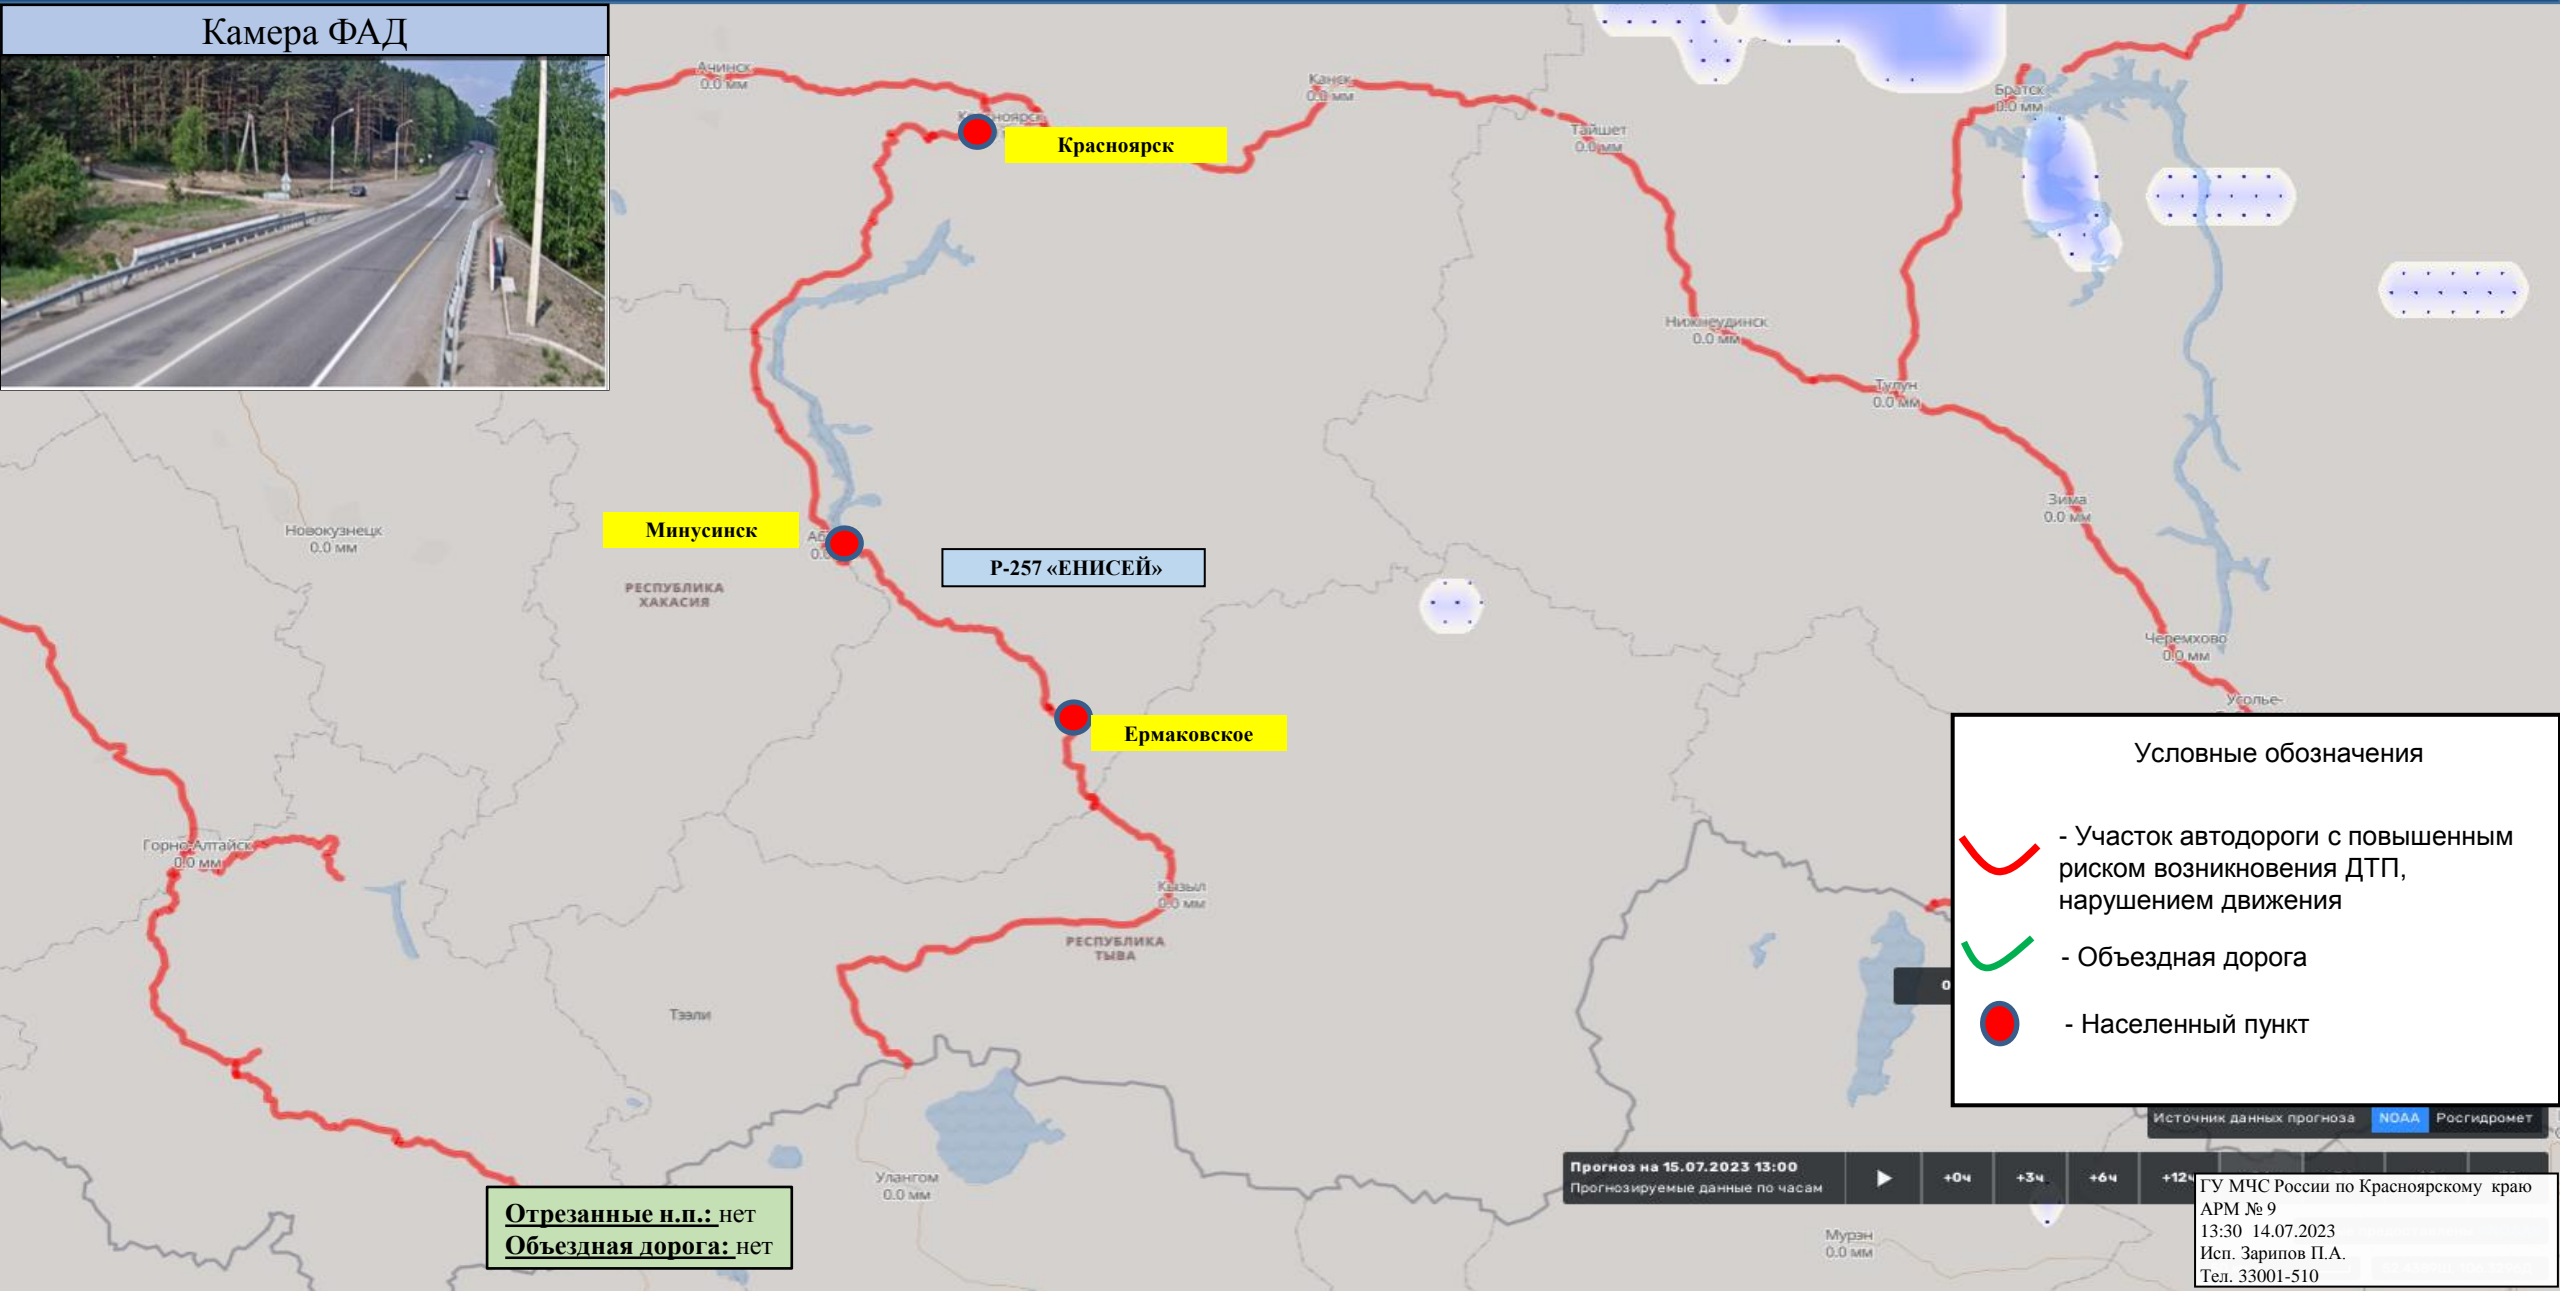 Камера ФАД
Ачинск
0.0 мм
Канск
0.0 мм
Братск
0.0 мм
Красноярск
Тайшет
0.0 мм
Нижнеудинск
0.0 мм
Тулун
0.0 мм
Зима
0.0 мм
Новокузнецк
0.0 мм
Минусинск
Р-257 «ЕНИСЕЙ»
РЕСПУБЛИКА
ХАКАСИЯ
Черемхово
0.0 мм
Усолье-
Ермаковское
Горно-Алтайск
0.0 мм
Кызыл
0.0 мм
РЕСПУБЛИКА
ТЫВА
Тээли
Улангом
0.0 мм
Мурэн
0.0 мм
Условные обозначения
- Участок автодороги с повышенным
риском возникновения ДТП,
нарушением движения
- Объездная дорога
- Населенный пункт
Источник данных прогноза NOAA Росгидромет
Прогноз на 15.07.2023 13:00
Прогнозируемые данные по часам
+0ч +3ч +6ч +12ч
Отрезанные н.п.: нет
Объездная дорога: нет
ГУ МЧС России по Красноярскому краю
АРМ № 9
13:30 14.07.2023
Исп. Зарипов П.А.
Тел. 33001-510